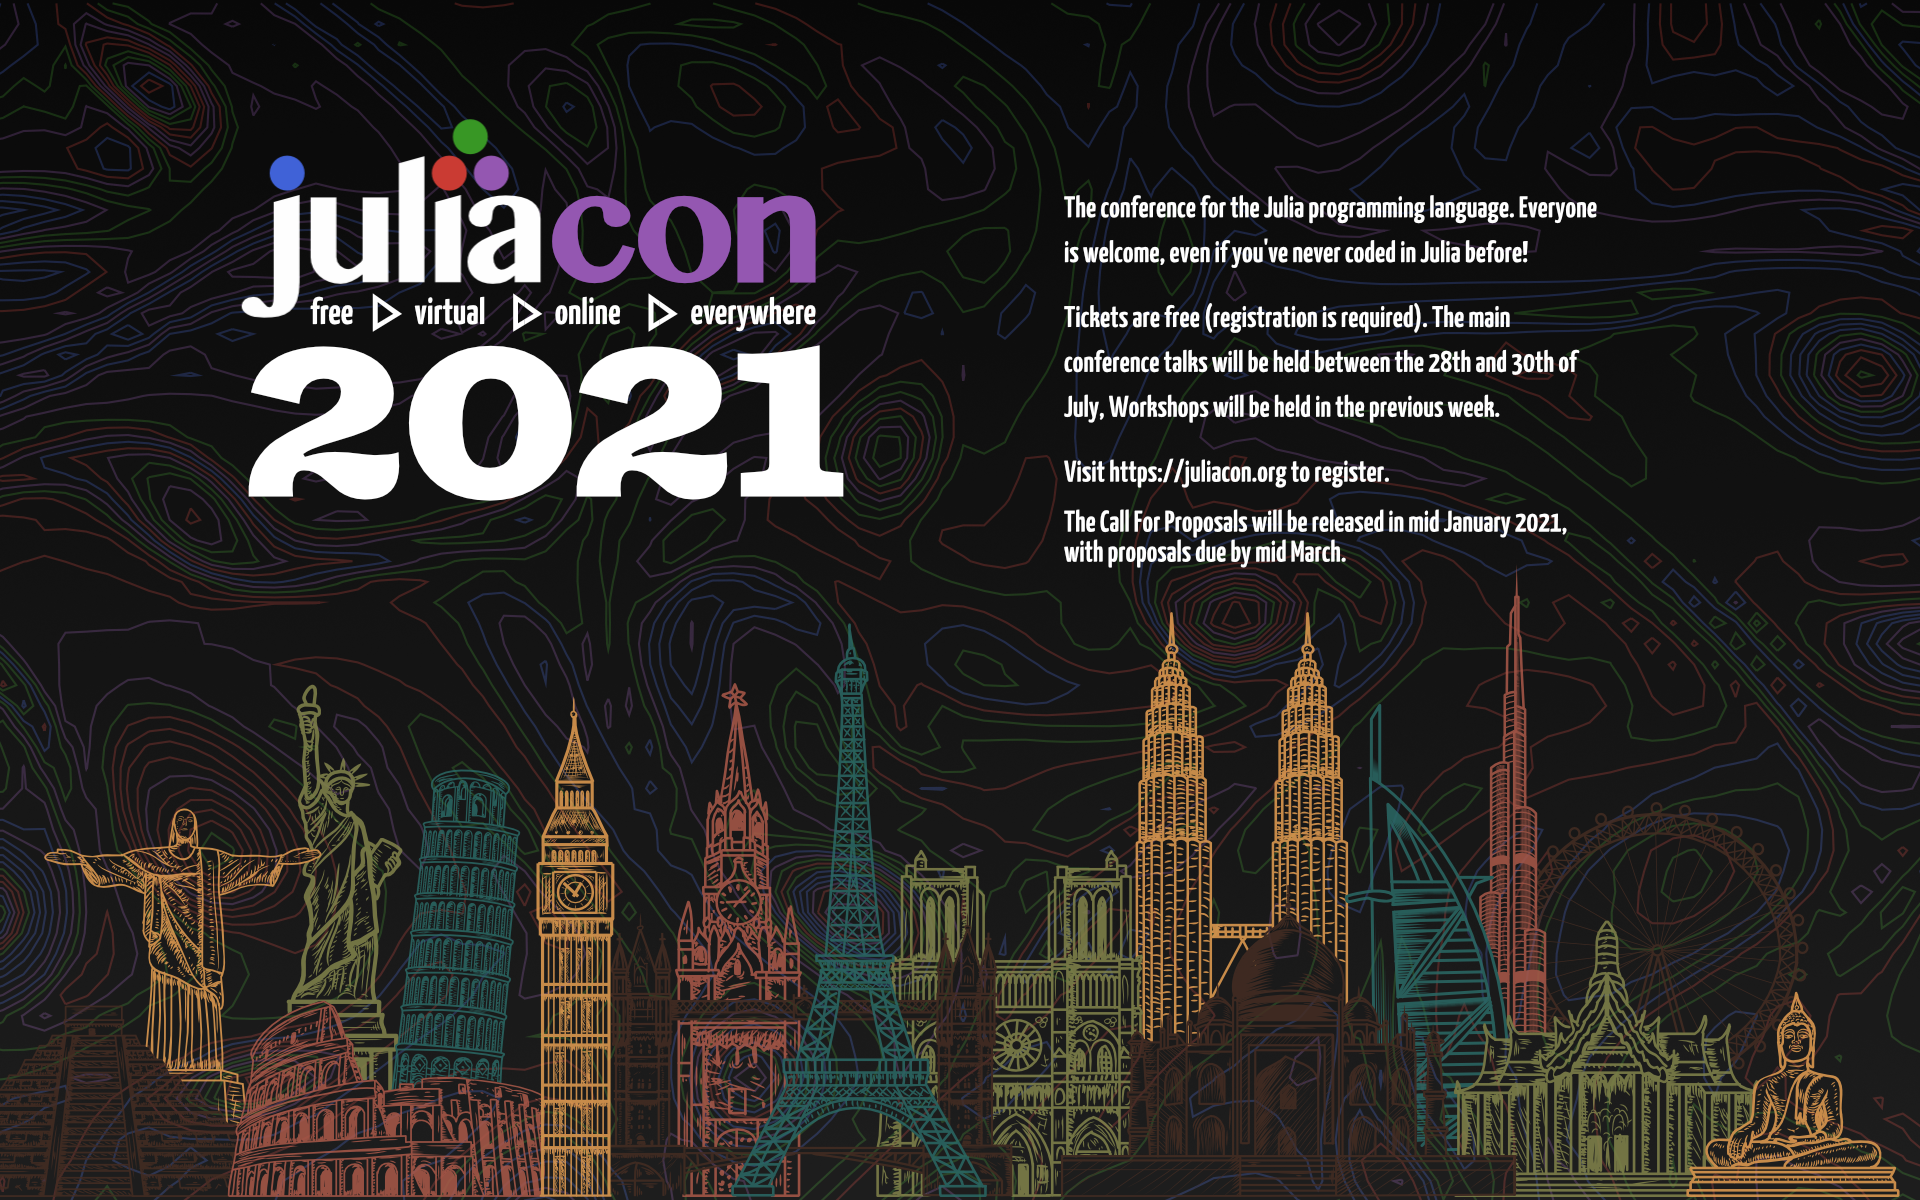 juliacon
free virtual online everywhere
2021
The conference for the Julia programming language. Everyone
is welcome, even if you've never coded in Julia before!
Tickets are free (registration is required). The main
conference talks will be held between the 28th and 30th of
July, Workshops will be held in the previous week.
Visit https://juliacon.org to register.
The Call For Proposals will be released in mid January 2021,
with proposals due by mid March.